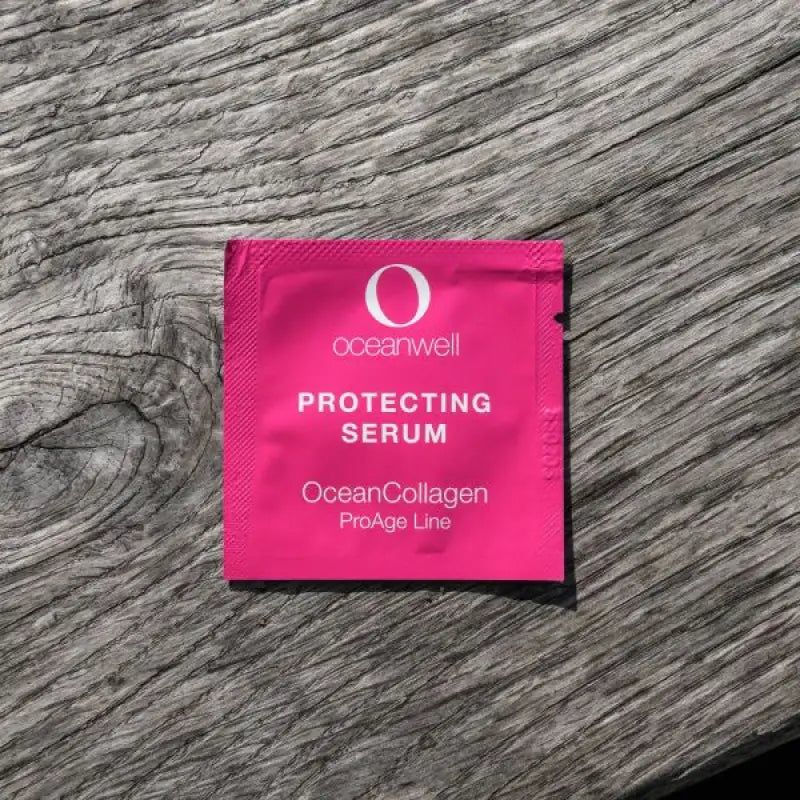 O
oceanwell
PROTECTING
SERUM
OceanCollagen
ProAge Line